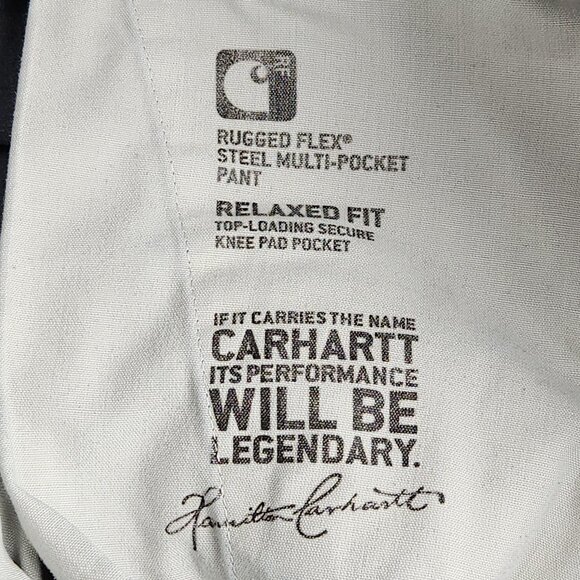 RF
RUGGED FLEX®
STEEL MULTI-POCKET
PANT
RELAXED FIT
TOP-LOADING SECURE
KNEE PAD POCKET
IF IT CARRIES THE NAME
CARHARTT
ITS PERFORMANCE
WILL BE
LEGENDARY.
Hamilton Carhartt